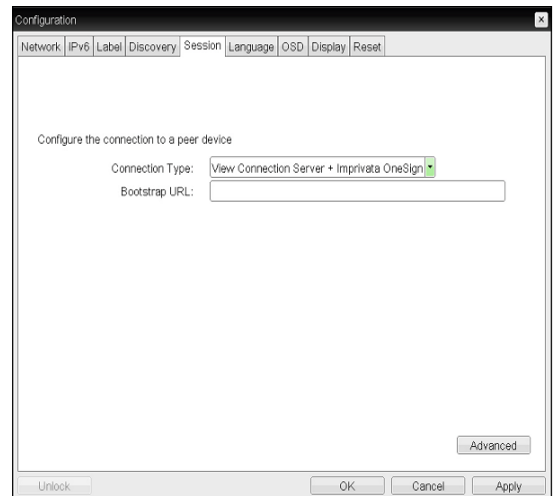 Configuration
Network IPv6 Label Discovery Session Language OSD Display Reset
Configure the connection to a peer device
Connection Type: View Connection Server + Imprivata OneSign
Bootstrap URL:
Advanced
Unlock OK Cancel Apply